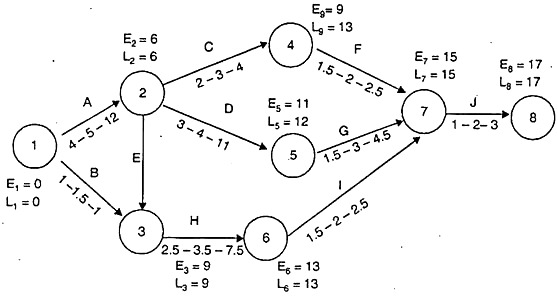 E9 = 9
L9 = 13
E2 = 6
L2 = 6
C
4
F
2
2–3–4
1.5–2–2.5
E7 = 15
L7 = 15
E8 = 17
L8 = 17
A
4–5–12
D
3–4–11
E5 = 11
L5 = 12
7
J
8
1–2–3
1
E
.5
G
1.5–3–4.5
B
1–1.5–1
E1 = 0
L1 = 0
I
3
H
6
1.5–2–2.5
2.5–3.5–7.5
E3 = 9
L3 = 9
E6 = 13
L6 = 13